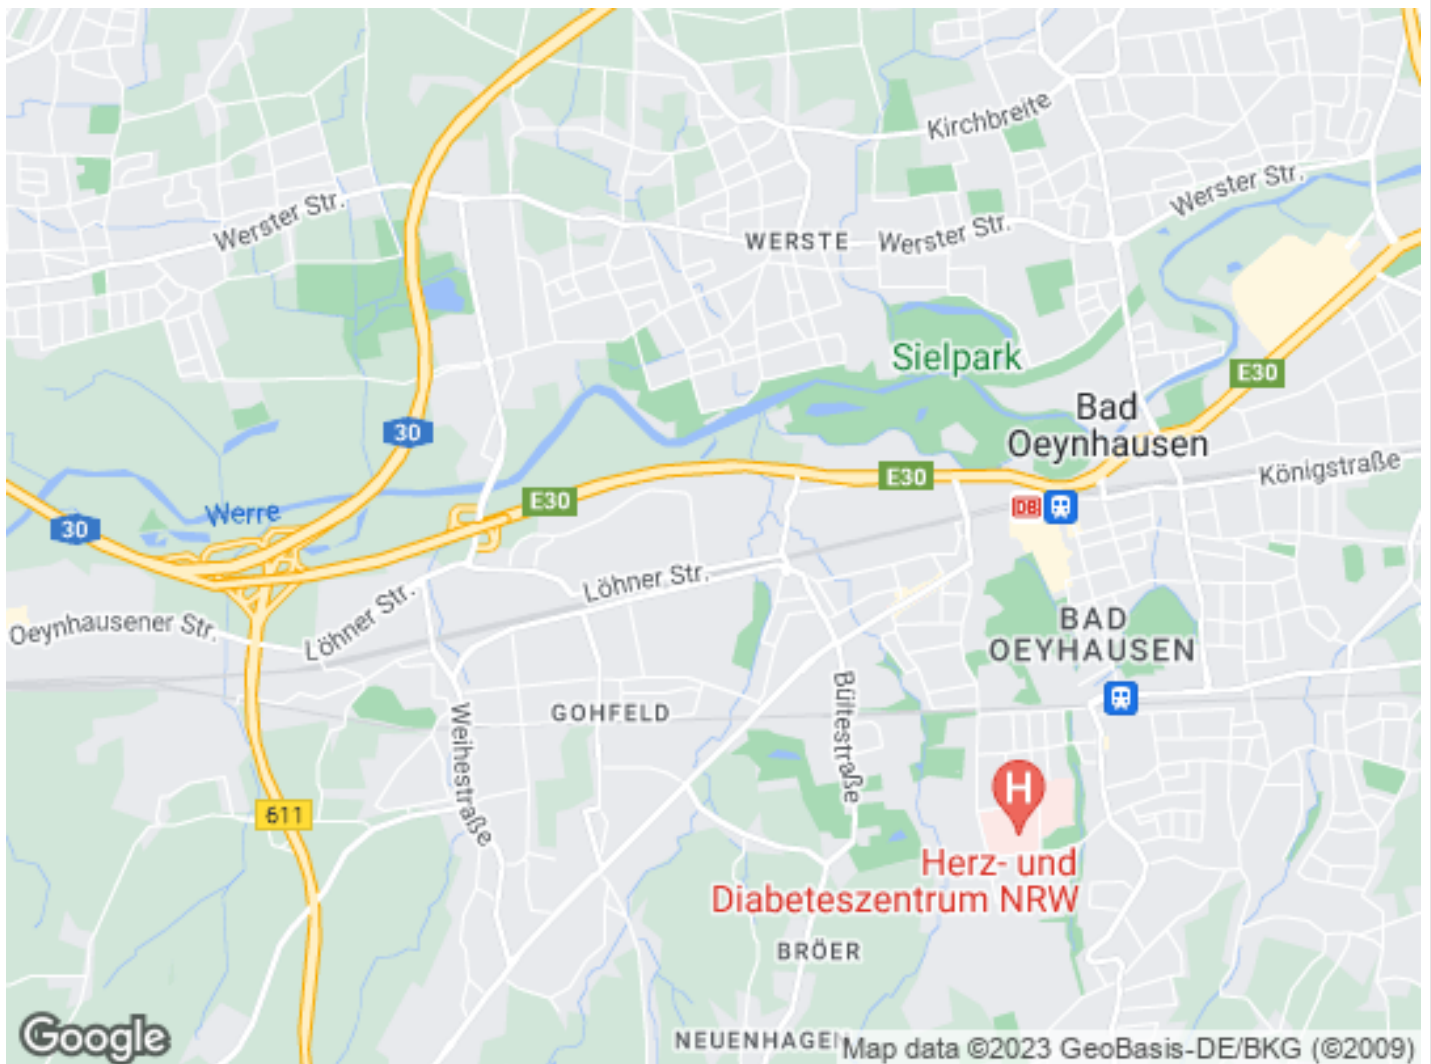 Kirchbreite
Werster Str.
Werster Str.
WERSTE
Werster Str.
Sielpark
E30
Bad
Oeynhausen
30
Königstraße
E30
E30
Werre
30
DB
Löhner Str.
Löhner Str.
Oeynhausener Str.
BAD
OEYHAUSEN
GOHFELD
Weihestraße
Bültestraße
611
H
Herz- und
Diabeteszentrum NRW
BRÖER
Google
NEUENHAGEN
Map data ©2023 GeoBasis-DE/BKG (©2009)